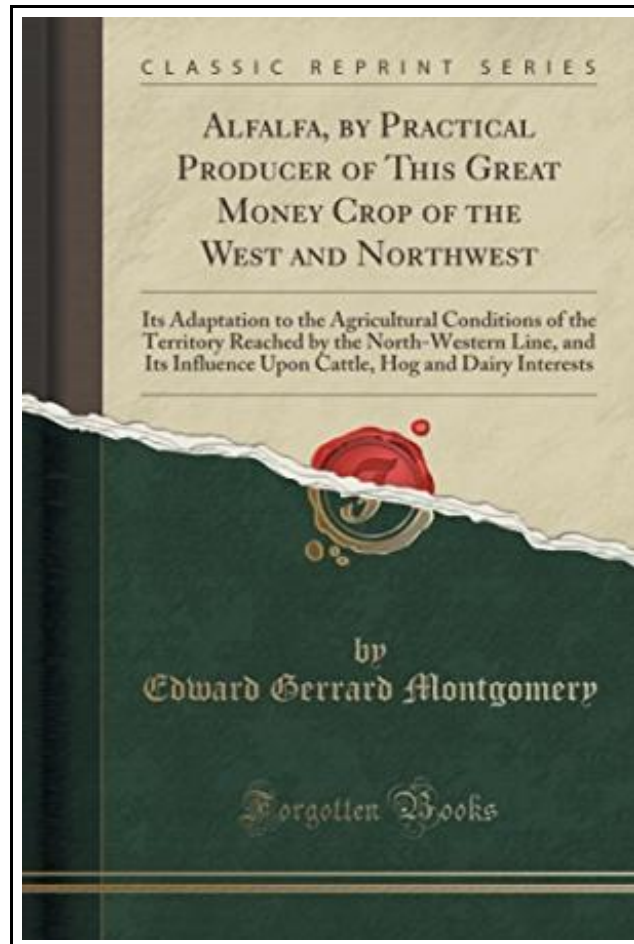 CLASSIC REPRINT SERIES
ALFALFA, BY PRACTICAL
PRODUCER OF THIS GREAT
MONEY CROP OF THE
WEST AND NORTHWEST
Its Adaptation to the Agricultural Conditions of the
Territory Reached by the North-Western Line, and
Its Influence Upon Cattle, Hog and Dairy Interests
by
Edward Gerrard Montgomery
Forgotten Books